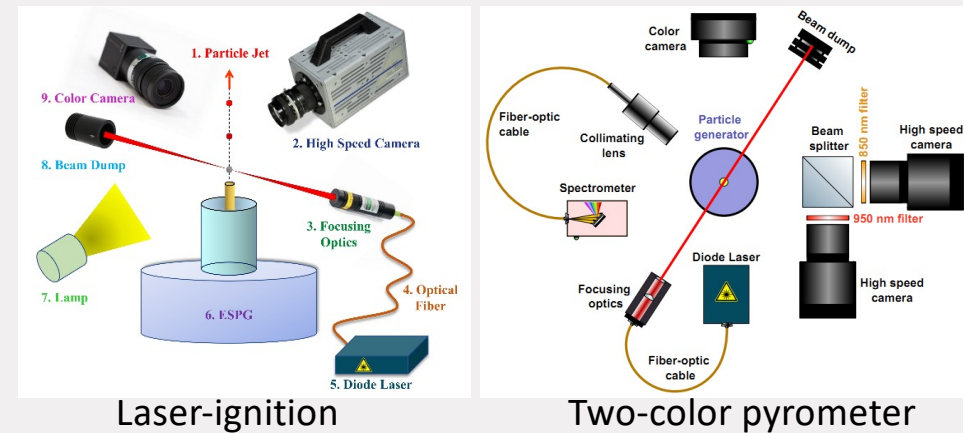 1. Particle Jet
9. Color Camera
2. High Speed Camera
8. Beam Dump
3. Focusing
Optics
7. Lamp
4. Optical
Fiber
6. ESPG
5. Diode Laser
Laser-ignition
Color
camera
Beam dump
Fiber-optic
cable
Collimating
lens
Particle
generator
Beam
splitter
850 nm filter
High speed
camera
Spectrometer
950 nm filter
Diode Laser
Focusing
optics
High speed
camera
Fiber-optic
cable
Two-color pyrometer